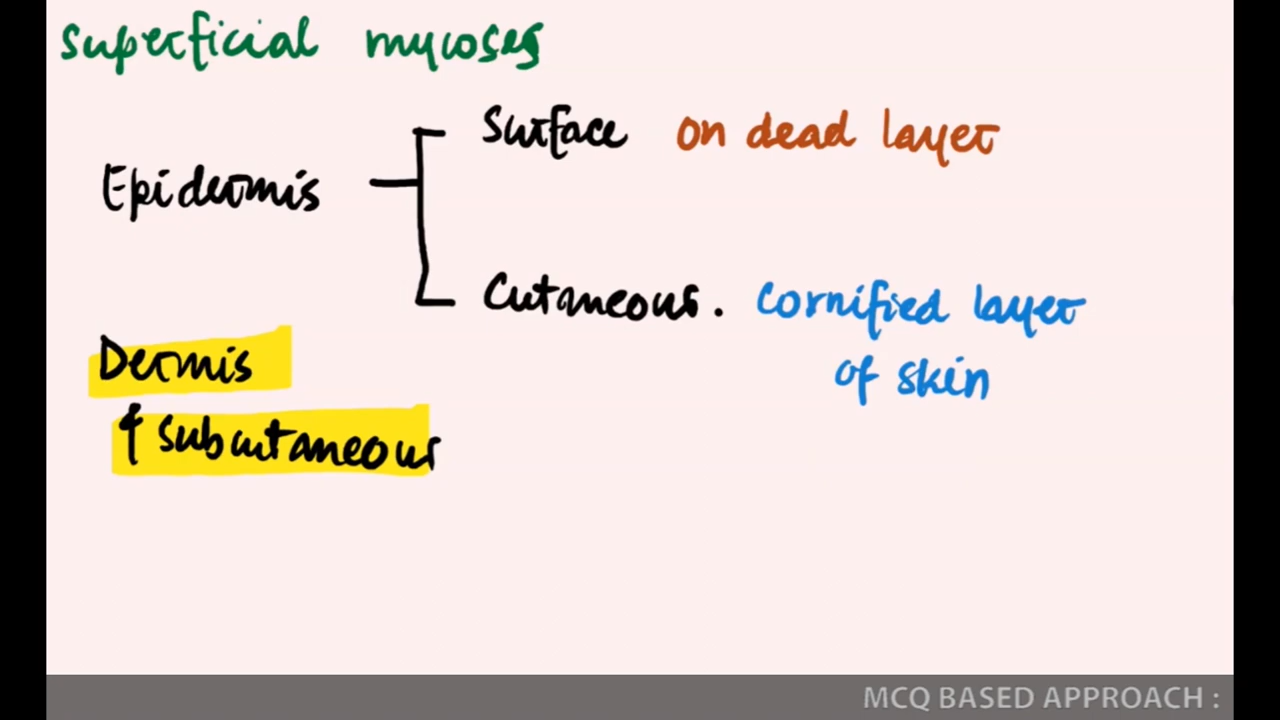 Superficial mycoses
Surface on dead layer
Epidermis
Cutaneous. Cornified layer
of skin
Dermis
& Subcutaneous
MCQ BASED APPROACH :